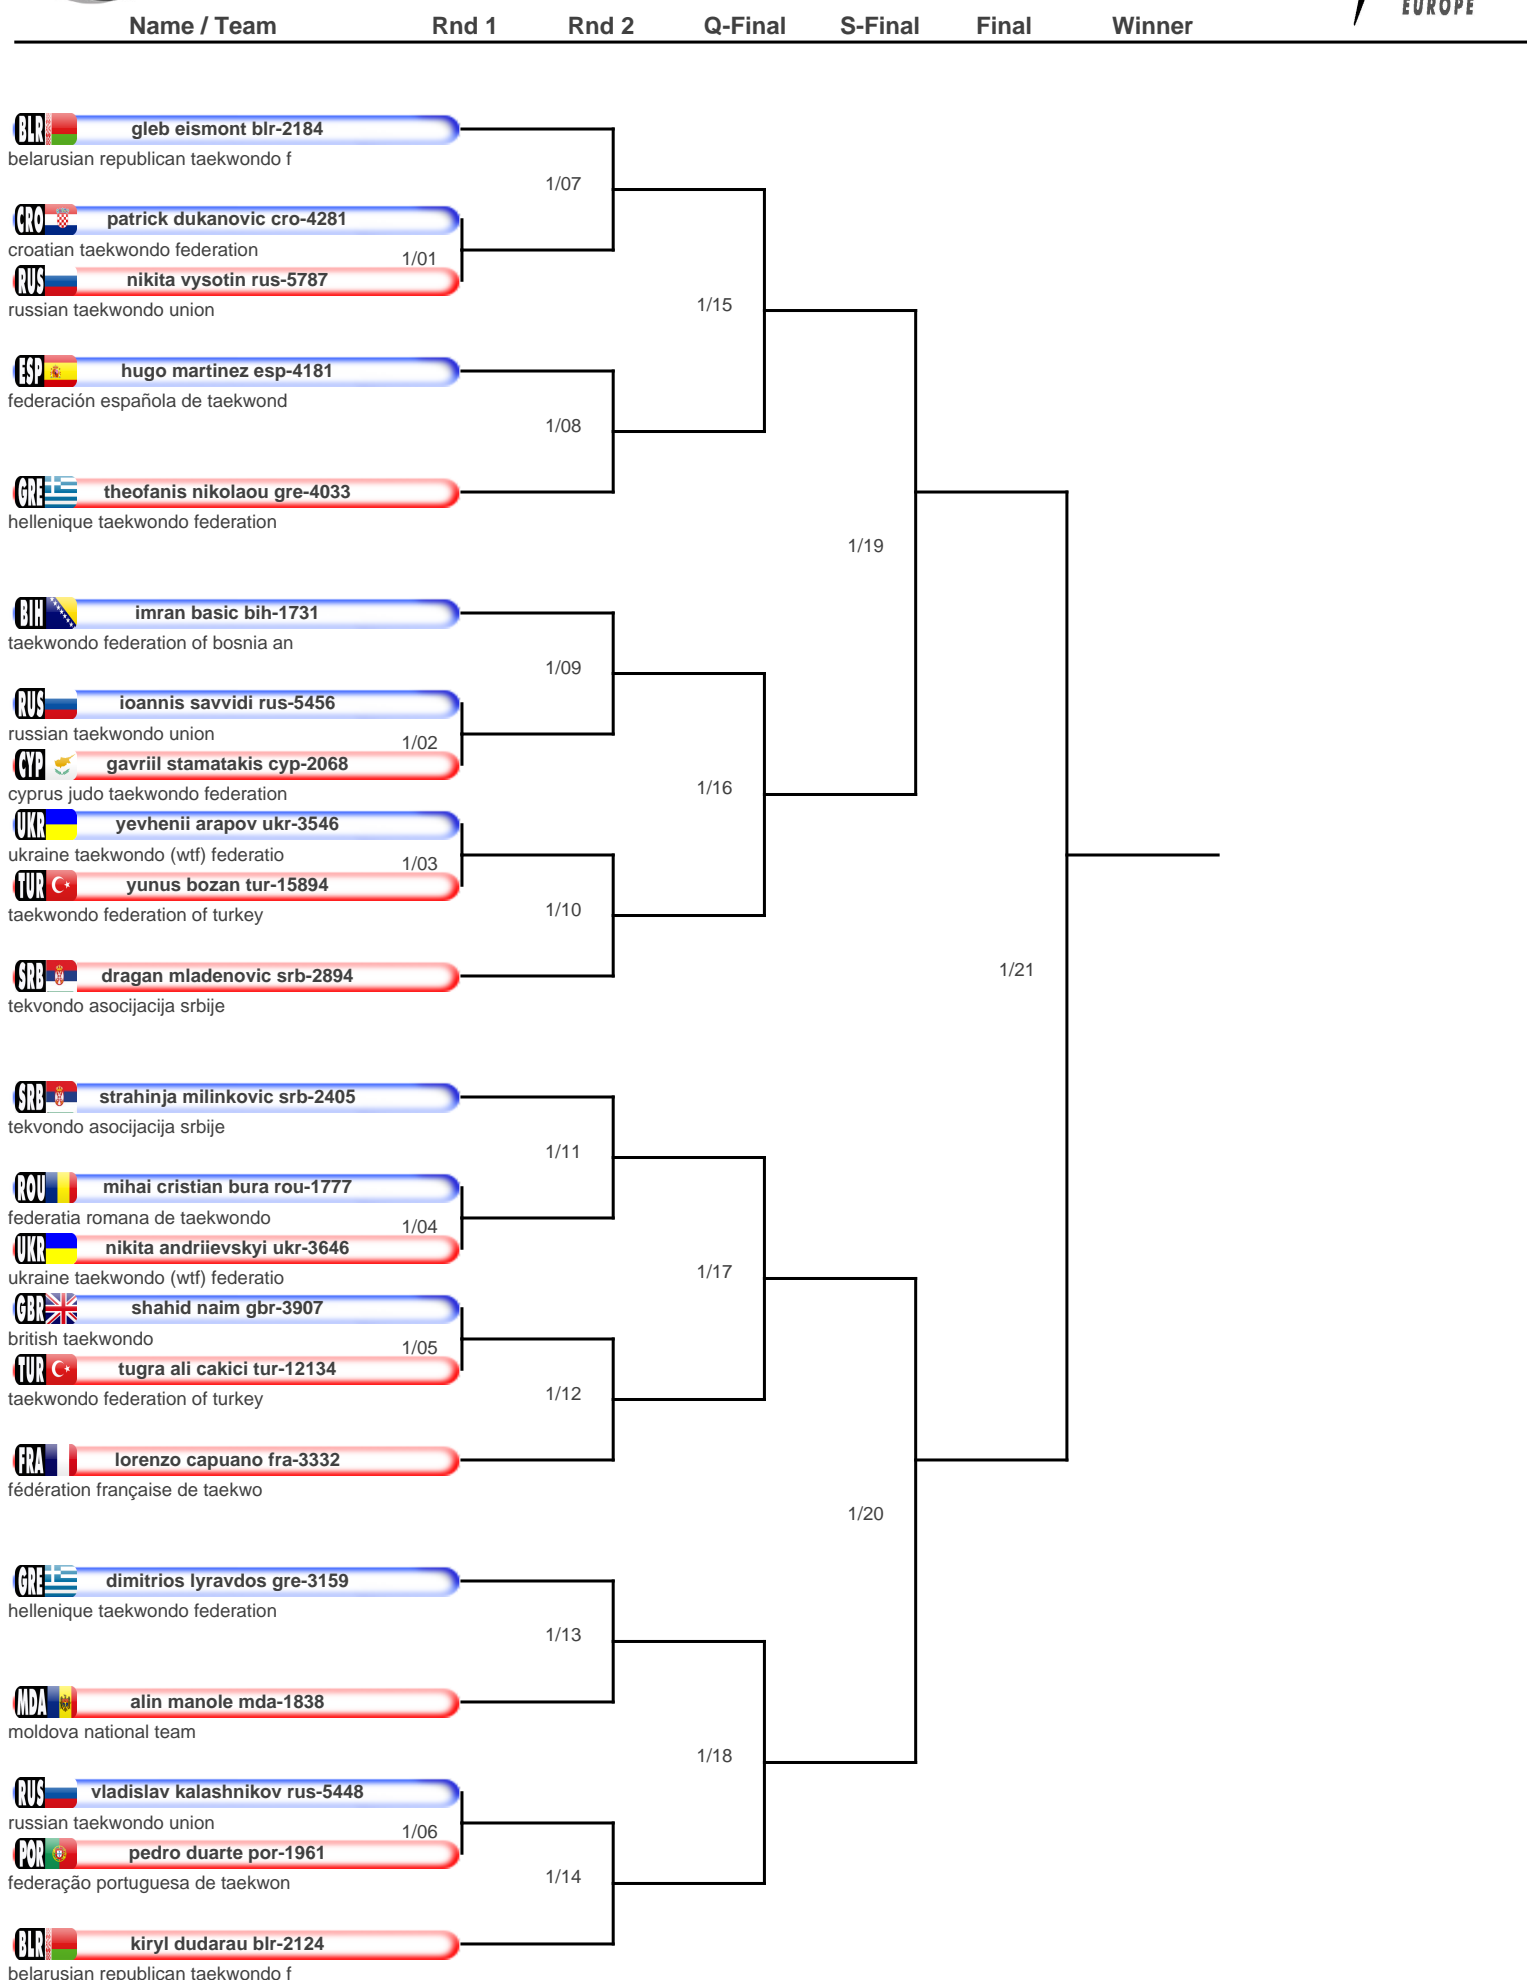 EUROPE
Name / Team Rnd 1 Rnd 2 Q-Final S-Final Final Winner
BLR gleb eismont blr-2184
belarusian republican taekwondo f
1/07
CRO patrick dukanovic cro-4281
croatian taekwondo federation
1/01
RUS nikita vysotin rus-5787
russian taekwondo union
1/15
ESP hugo martinez esp-4181
federación española de taekwond
1/08
GRE theofanis nikolaou gre-4033
hellenique taekwondo federation
1/19
BIH imran basic bih-1731
taekwondo federation of bosnia an
1/09
RUS ioannis savvidi rus-5456
russian taekwondo union
1/02
CYP gavriil stamatakis cyp-2068
cyprus judo taekwondo federation
1/16
UKR yevhenii arapov ukr-3546
ukraine taekwondo (wtf) federatio
1/03
TUR yunus bozan tur-15894
taekwondo federation of turkey
1/10
SRB dragan mladenovic srb-2894
tekvondo asocijacija srbije
1/21
SRB strahinja milinkovic srb-2405
tekvondo asocijacija srbije
1/11
ROU mihai cristian bura rou-1777
federatia romana de taekwondo
1/04
UKR nikita andriievskyi ukr-3646
ukraine taekwondo (wtf) federatio
1/17
GBR shahid naim gbr-3907
british taekwondo
1/05
TUR tugra ali cakici tur-12134
taekwondo federation of turkey
1/12
FRA lorenzo capuano fra-3332
fédération française de taekwo
1/20
GRE dimitrios lyravdos gre-3159
hellenique taekwondo federation
1/13
MDA alin manole mda-1838
moldova national team
1/18
RUS vladislav kalashnikov rus-5448
russian taekwondo union
1/06
POR pedro duarte por-1961
federação portuguesa de taekwon
1/14
BLR kiryl dudarau blr-2124
belarusian republican taekwondo f